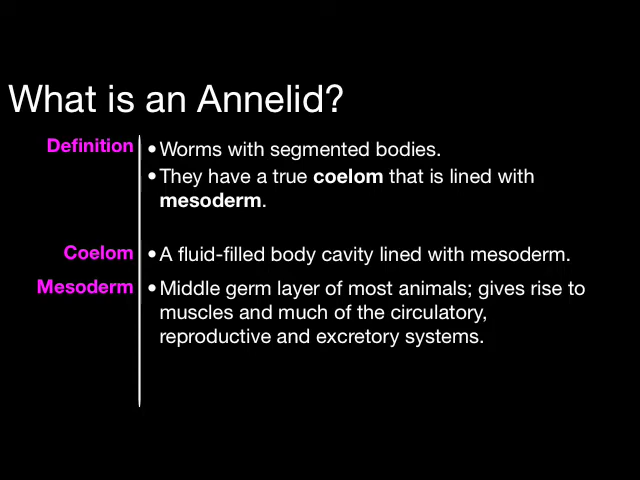 What is an Annelid?
Definition
• Worms with segmented bodies.
• They have a true coelom that is lined with
mesoderm.
Coelom
• A fluid-filled body cavity lined with mesoderm.
Mesoderm
• Middle germ layer of most animals; gives rise to
muscles and much of the circulatory,
reproductive and excretory systems.